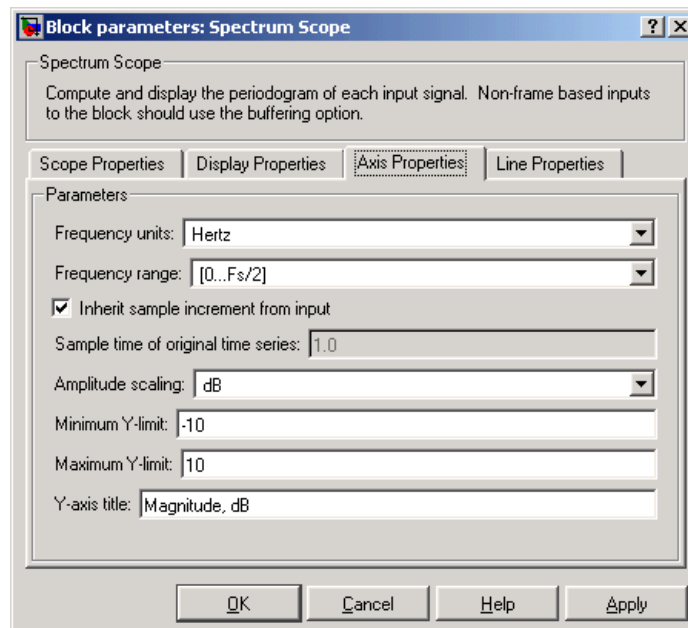 Block parameters: Spectrum Scope
Spectrum Scope
Compute and display the periodogram of each input signal.  Non-frame based inputs
to the block should use the buffering option.
Scope Properties Display Properties Axis Properties Line Properties
Parameters
Frequency units: Hertz
Frequency range: [0...Fs/2]
Inherit sample increment from input
Sample time of original time series: 1.0
Amplitude scaling: dB
Minimum Y-limit: -10
Maximum Y-limit: 10
Y-axis title: Magnitude, dB
OK Cancel Help Apply